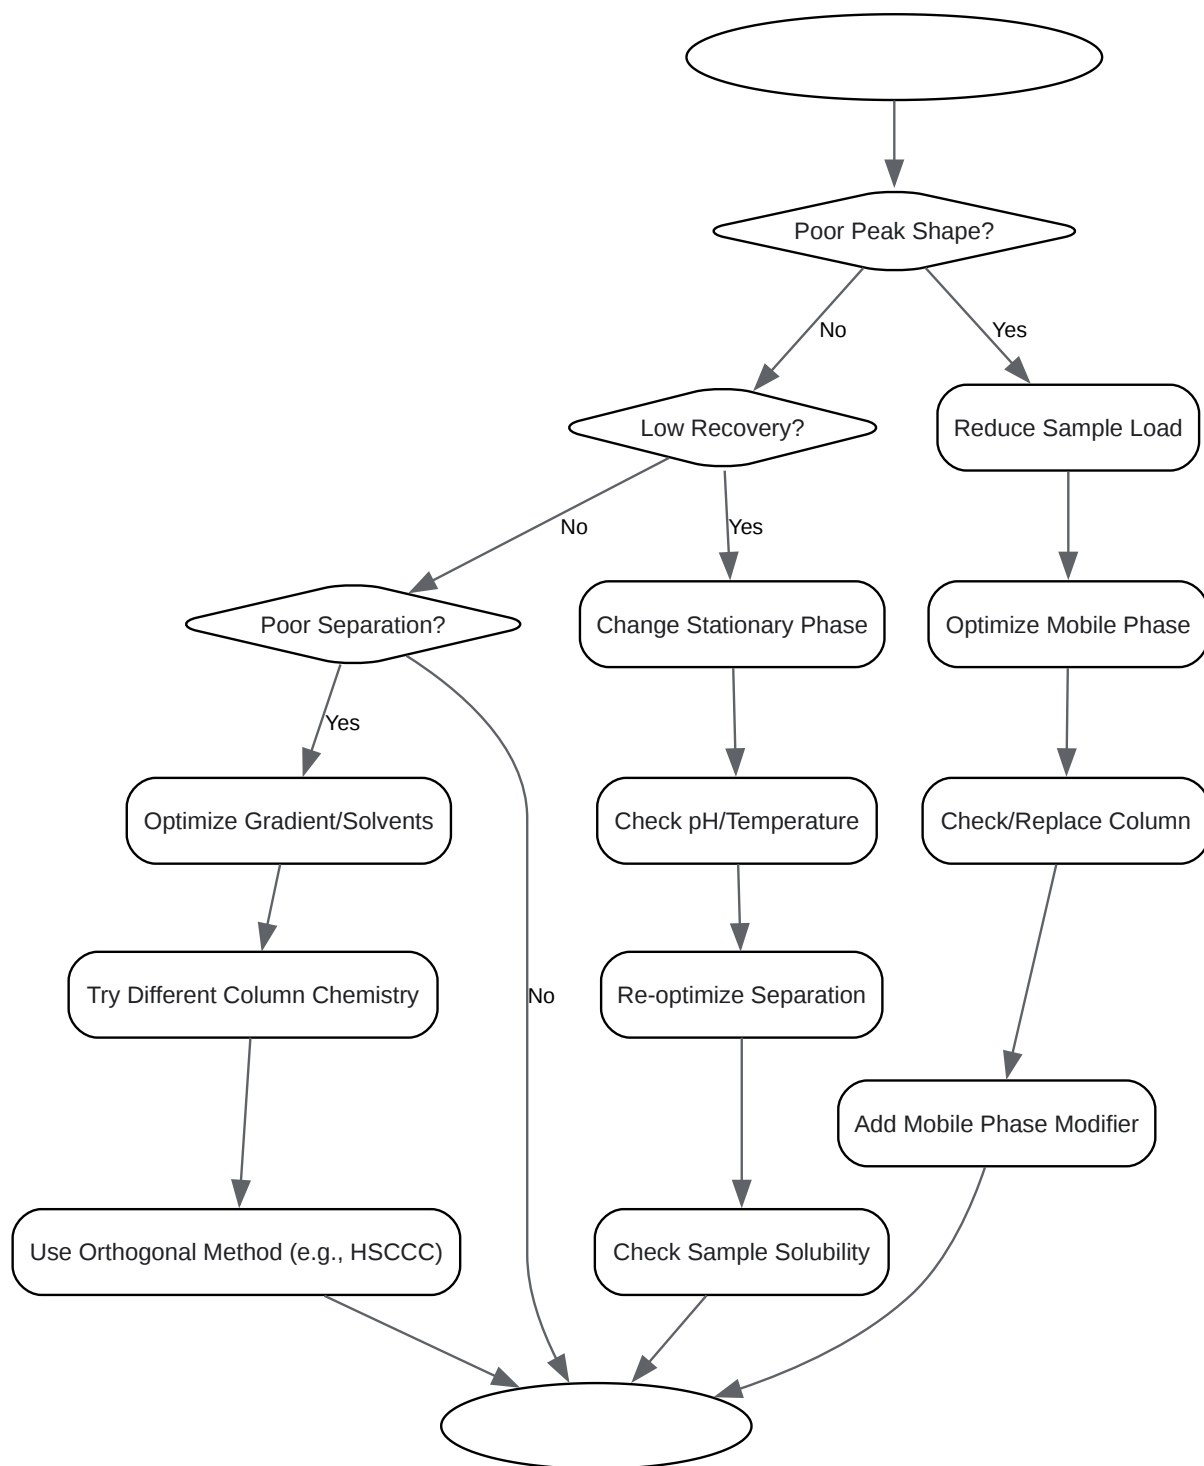 Poor Peak Shape?
No
Yes
Low Recovery?
Reduce Sample Load
No
Yes
Poor Separation?
Change Stationary Phase
Optimize Mobile Phase
Yes
Optimize Gradient/Solvents
Check pH/Temperature
Check/Replace Column
Try Different Column Chemistry
No
Re-optimize Separation
Add Mobile Phase Modifier
Use Orthogonal Method (e.g., HSCCC)
Check Sample Solubility